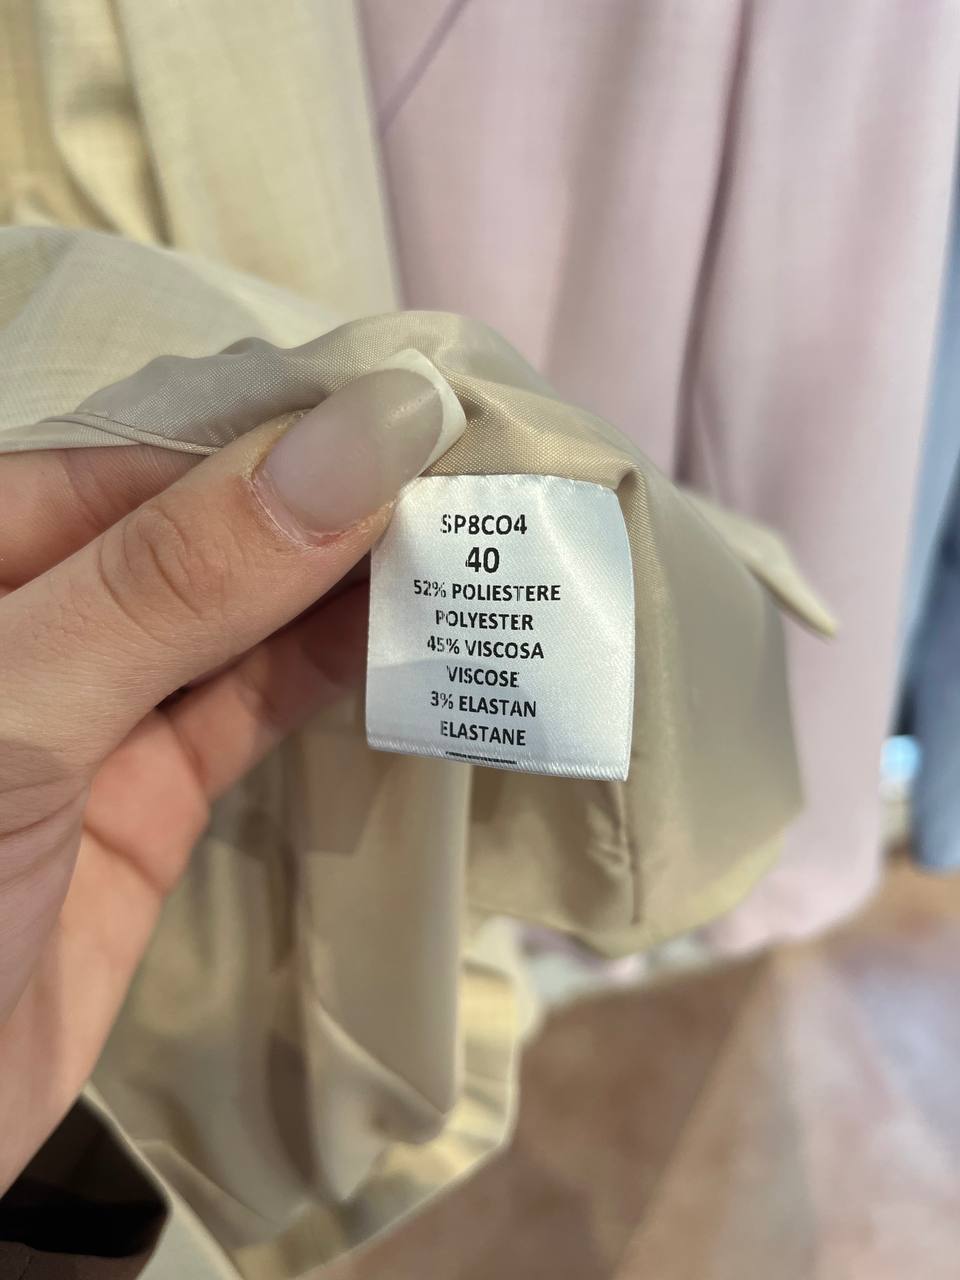 SP8CO4
40
52% POLIESTERE
POLYESTER
45% VISCOSA
VISCOSE
3% ELASTAN
ELASTANE